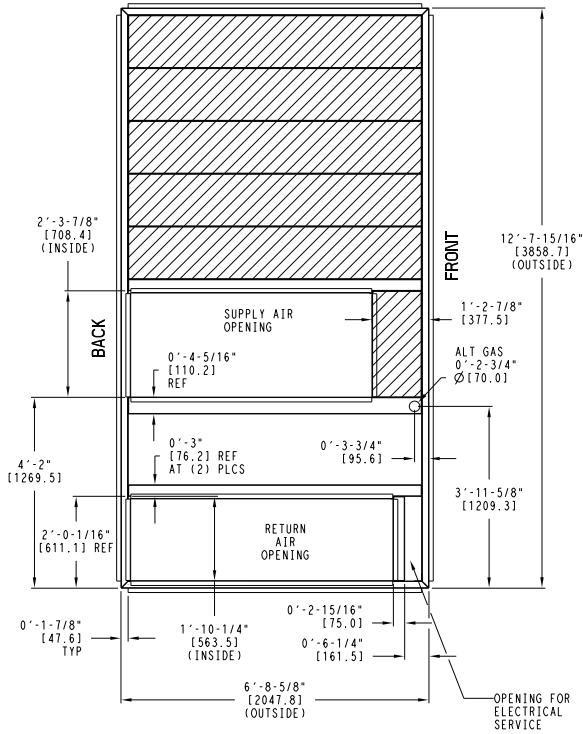 2'-3-7/8"
[708.4]
(INSIDE)
12'-7-15/16"
[3858.7]
(OUTSIDE)
FRONT
BACK
SUPPLY AIR
OPENING
1'-2-7/8"
[377.5]
0'-4-5/16"
[110.2]
REF
ALT GAS
0'-2-3/4"
Ø[70.0]
4'-2"
[1269.5]
0'-3"
[76.2] REF
AT (2) PLCS
0'-3-3/4"
[95.6]
3'-11-5/8"
[1209.3]
2'-0-1/16"
[611.1] REF
RETURN
AIR
OPENING
0'-1-7/8"
[47.6]
TYP
1'-10-1/4"
[563.5]
(INSIDE)
0'-2-15/16"
[75.0]
0'-6-1/4"
[161.5]
6'-8-5/8"
[2047.8]
(OUTSIDE)
OPENING FOR
ELECTRICAL
SERVICE